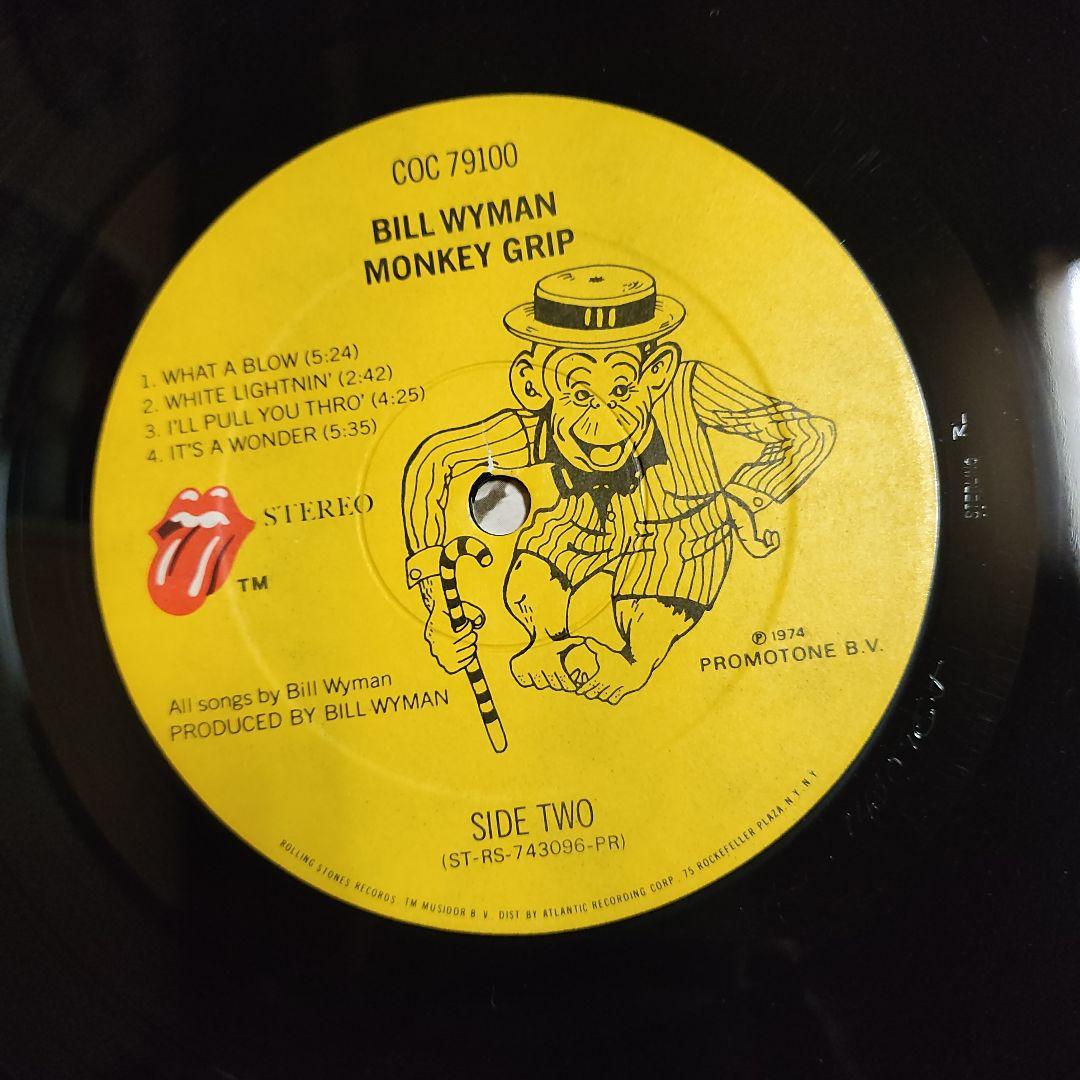 COC 79100
BILL WYMAN
MONKEY GRIP
1. WHAT A BLOW (5:24)
2. WHITE LIGHTNIN' (2:42)
3. I'LL PULL YOU THRO' (4:25)
4. IT'S A WONDER (5:35)
STEREO
TM
℗ 1974
PROMOTONE B.V.
All songs by Bill Wyman
PRODUCED BY BILL WYMAN
SIDE TWO
(ST-RS-743096-PR)
ROLLING STONES RECORDS TM MUSIDOR B.V. DIST BY ATLANTIC RECORDING CORP. 75 ROCKEFELLER PLAZA, N.Y. N.Y.
STERLING RL